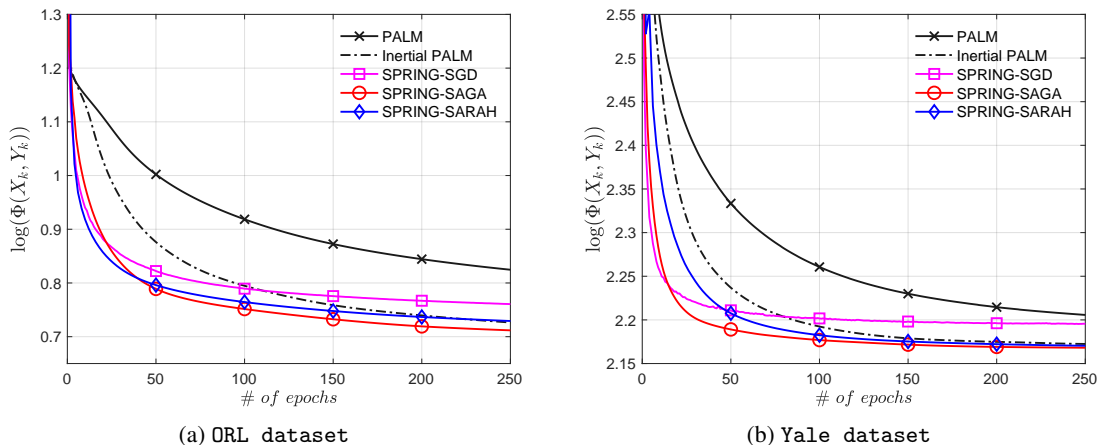 1.3
1.2
1.1
1
0.9
0.8
0.7
0
50
100
150
200
250
log(Φ(X_k, Y_k))
# of epochs
PALM
Inertial PALM
SPRING-SGD
SPRING-SAGA
SPRING-SARAH
(a) ORL dataset
2.55
2.5
2.45
2.4
2.35
2.3
2.25
2.2
2.15
0
50
100
150
200
250
log(Φ(X_k, Y_k))
# of epochs
PALM
Inertial PALM
SPRING-SGD
SPRING-SAGA
SPRING-SARAH
(b) Yale dataset